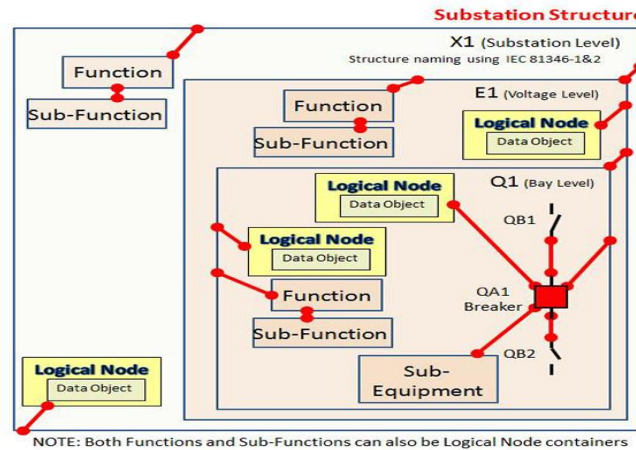 Substation Structure
X1 (Substation Level)
Structure naming using IEC 81346-1&2
Function
Sub-Function
E1 (Voltage Level)
Function
Sub-Function
Logical Node
Data Object
Q1 (Bay Level)
Logical Node
Data Object
QB1
Logical Node
Data Object
QA1
Breaker
Function
Sub-Function
QB2
Sub-
Equipment
Logical Node
Data Object
NOTE: Both Functions and Sub-Functions can also be Logical Node containers